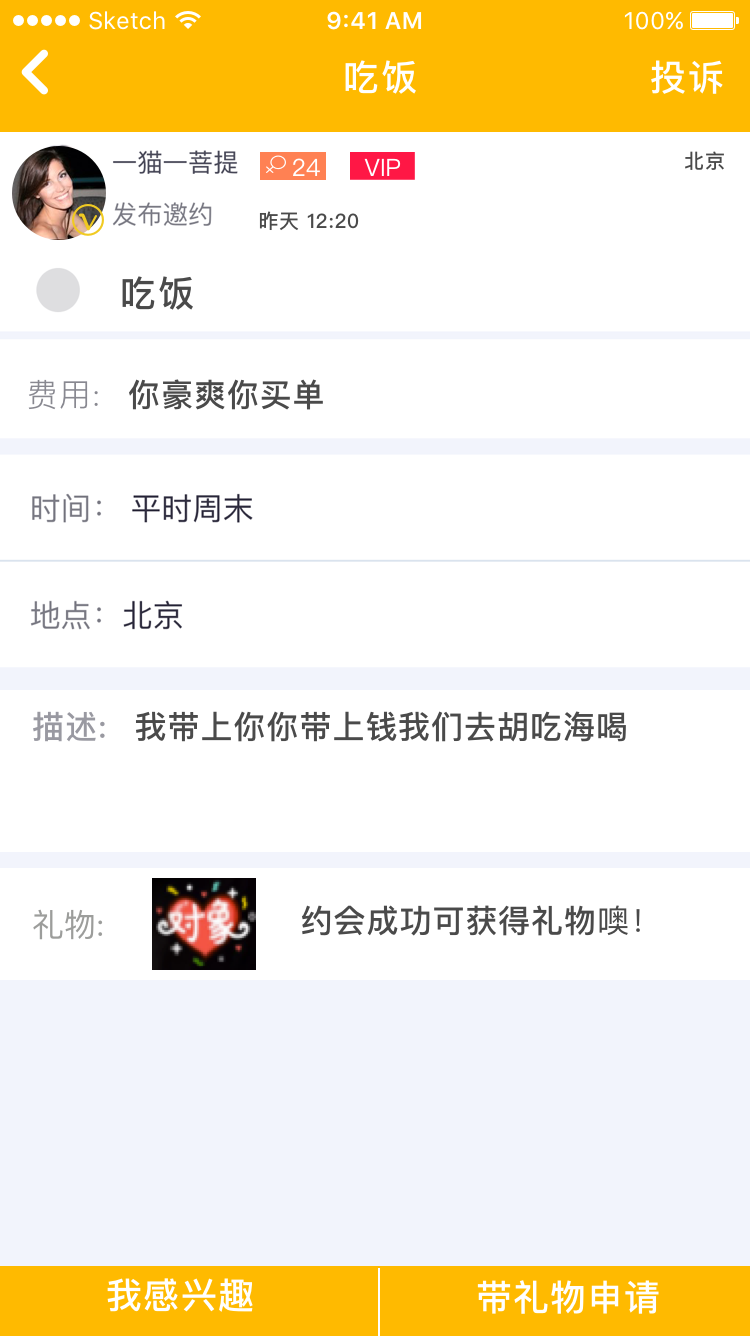 Sketch 9:41 AM 100%
吃饭 投诉
一猫一菩提 24 VIP 北京
发布邀约 昨天 12:20
V
吃饭
费用: 你豪爽你买单
时间： 平时周末
地点： 北京
描述: 我带上你你带上钱我们去胡吃海喝
礼物: 对象 约会成功可获得礼物噢！
我感兴趣 带礼物申请